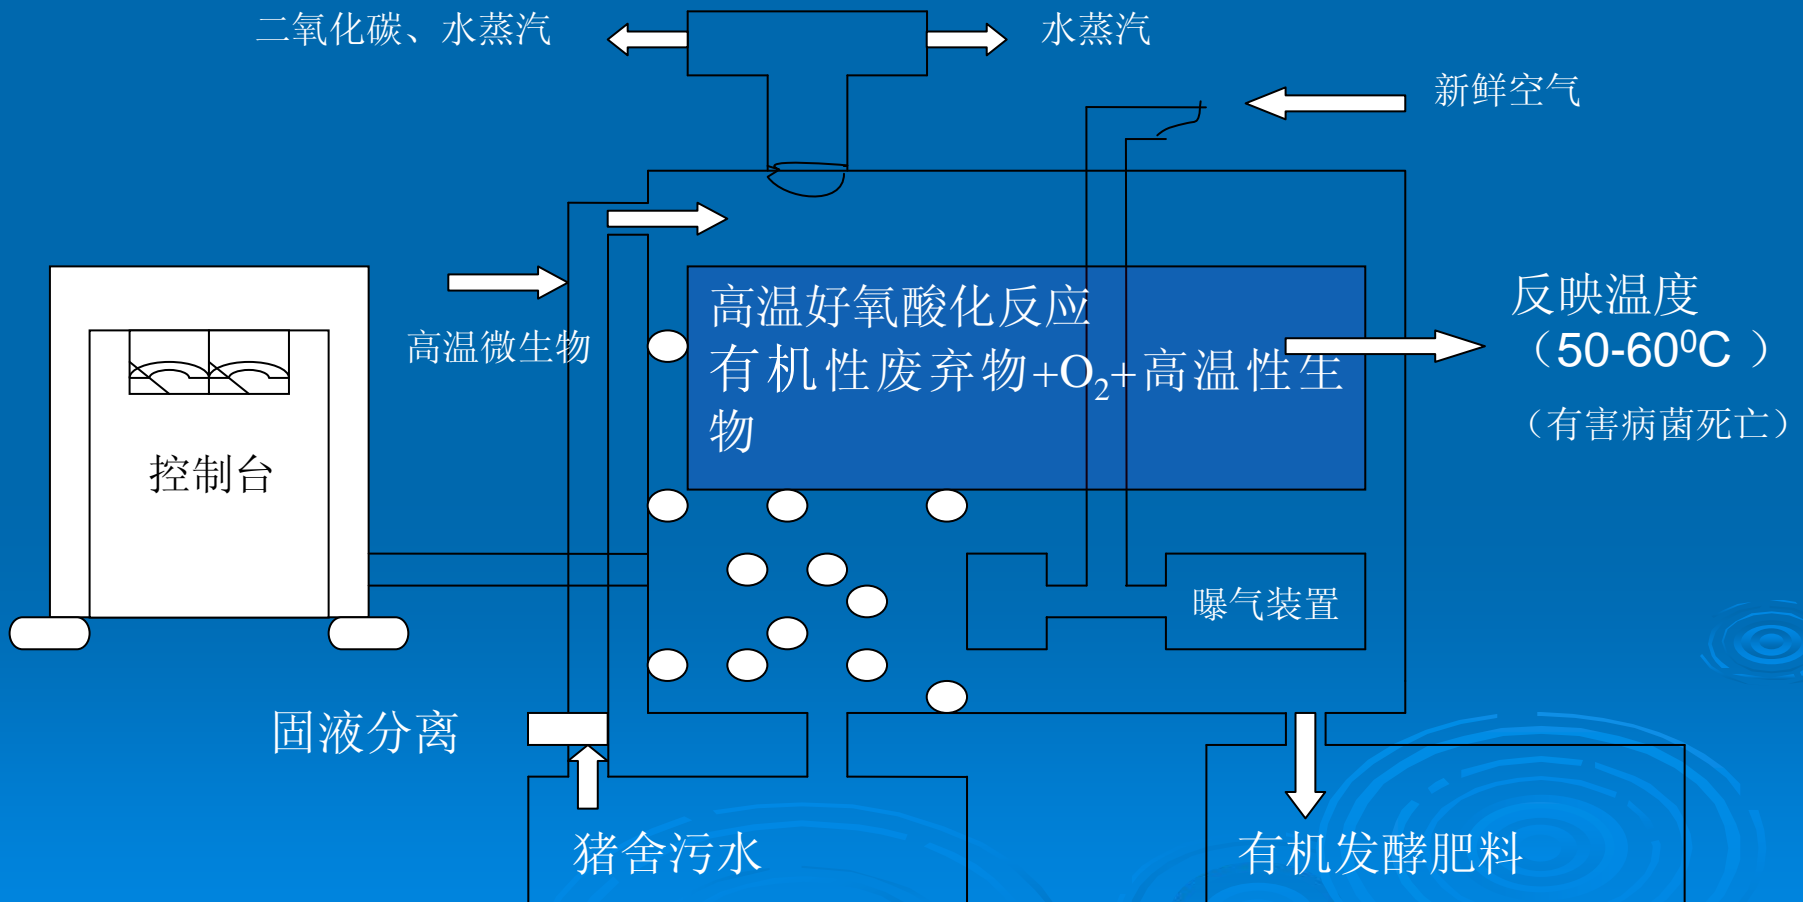 二氧化碳、水蒸汽
水蒸汽
新鲜空气
高温微生物
高温好氧酸化反应
有机性废弃物+O₂+高温性生
物
反映温度
（50-60⁰C ）
（有害病菌死亡）
控制台
曝气装置
固液分离
猪舍污水
有机发酵肥料